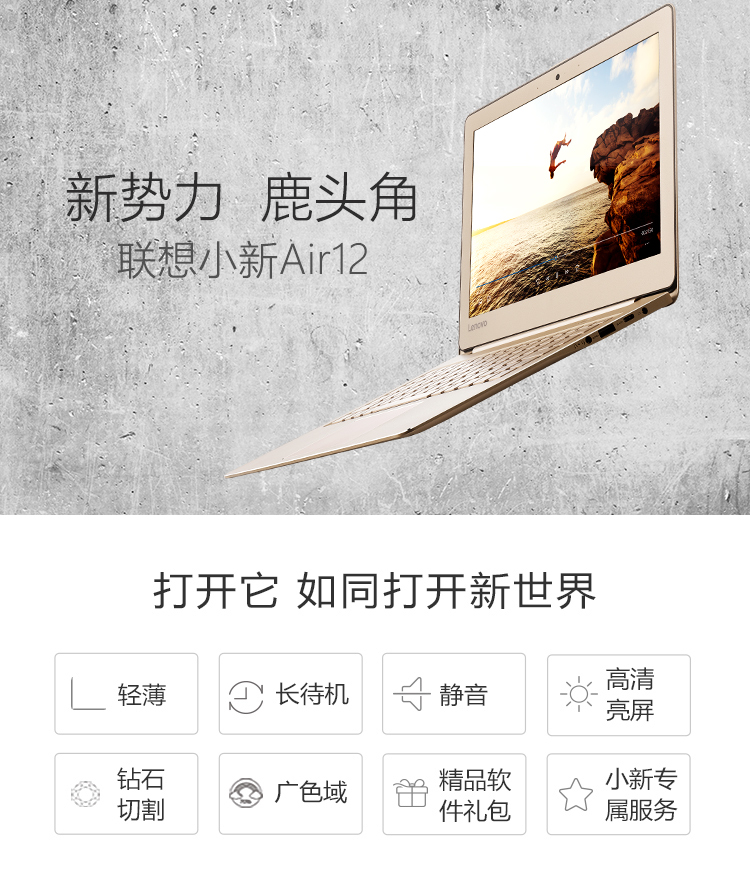 新势力 鹿头角
联想小新Air12
Lenovo
打开它 如同打开新世界
轻薄
长待机
静音
高清
亮屏
钻石
切割
广色域
精品软
件礼包
小新专
属服务